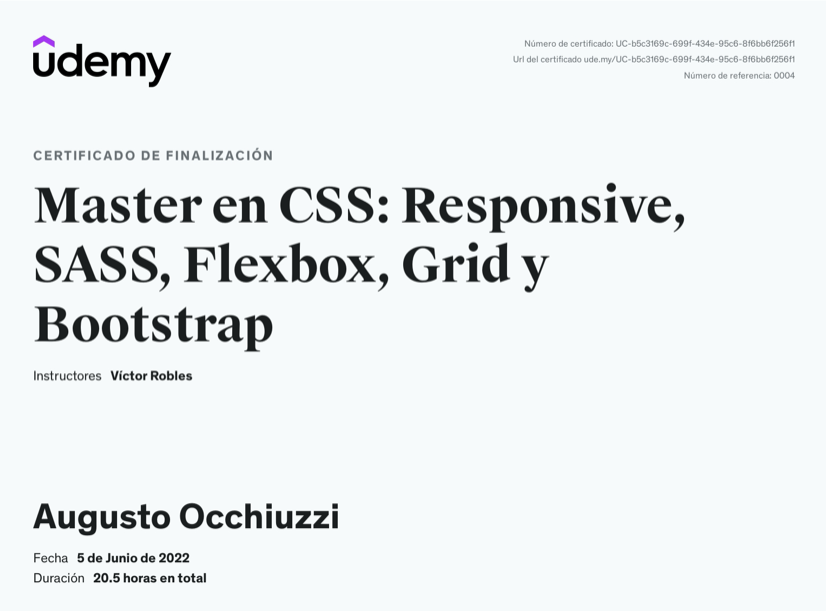 udemy
Número de certificado: UC-b5c3169c-699f-434e-95c6-8f6bb6f256f1
Url del certificado ude.my/UC-b5c3169c-699f-434e-95c6-8f6bb6f256f1
Número de referencia: 0004
CERTIFICADO DE FINALIZACIÓN
Master en CSS: Responsive,
SASS, Flexbox, Grid y
Bootstrap
Instructores Víctor Robles
Augusto Occhiuzzi
Fecha 5 de Junio de 2022
Duración 20.5 horas en total